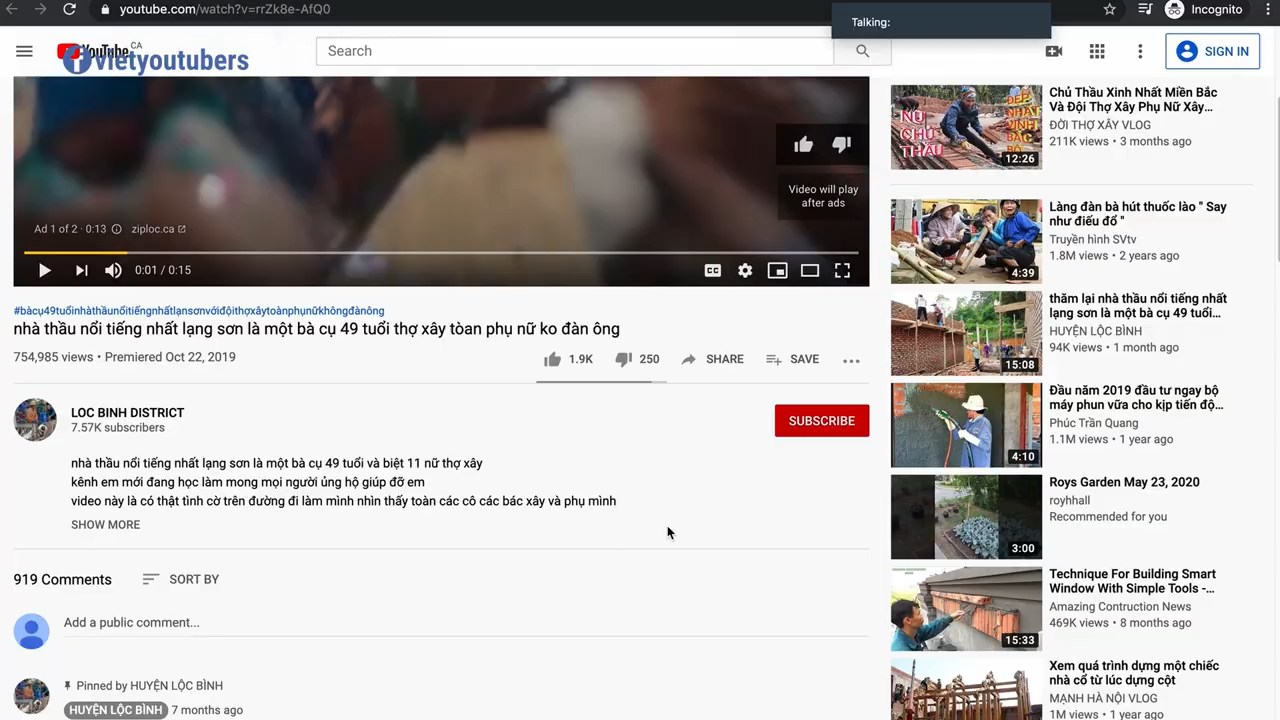 youtube.com/watch?v=rrZk8e-AfQ0
Talking:
Incognito
YouTube CA
vietyoutubers
Search
SIGN IN
Video will play
after ads
Ad 1 of 2 · 0:13 ziploc.ca
0:01 / 0:15
CC
#bàcụ49tuổinhàthầunổitiếngnhấtlạnsơnvớiđộithợxâytoànphụnữkhôngđànông
nhà thầu nổi tiếng nhất lạng sơn là một bà cụ 49 tuổi thợ xây tòan phụ nữ ko đàn ông
754,985 views • Premiered Oct 22, 2019
1.9K
250
SHARE
SAVE
LOC BINH DISTRICT
7.57K subscribers
SUBSCRIBE
nhà thầu nổi tiếng nhất lạng sơn là một bà cụ 49 tuổi và biệt 11 nữ thợ xây
kênh em mới đang học làm mong mọi người ủng hộ giúp đỡ em
video này là có thật tình cờ trên đường đi làm mình nhìn thấy toàn các cô các bác xây và phụ mình
SHOW MORE
919 Comments
SORT BY
Add a public comment...
Pinned by HUYỆN LỘC BÌNH
HUYỆN LỘC BÌNH 7 months ago
NỮ
CHỦ
THẦU
ĐẸP
NHẤT
VỊNH
BẮC
BỘ
12:26
Chủ Thầu Xinh Nhất Miền Bắc
Và Đội Thợ Xây Phụ Nữ Xây...
ĐỜI THỢ XÂY VLOG
211K views • 3 months ago
4:39
Làng đàn bà hút thuốc lào " Say
như điếu đổ "
Truyền hình SVtv
1.8M views • 2 years ago
15:08
thăm lại nhà thầu nổi tiếng nhất
lạng sơn là một bà cụ 49 tuổi...
HUYỆN LỘC BÌNH
94K views • 1 month ago
4:10
Đầu năm 2019 đầu tư ngay bộ
máy phun vữa cho kịp tiến độ...
Phúc Trần Quang
1.1M views • 1 year ago
3:00
Roys Garden May 23, 2020
royhhall
Recommended for you
15:33
Technique For Building Smart
Window With Simple Tools -...
Amazing Contruction News
469K views • 8 months ago
Xem quá trình dựng một chiếc
nhà cổ từ lúc dựng cột
MẠNH HÀ NỘI VLOG
1M views • 1 year ago